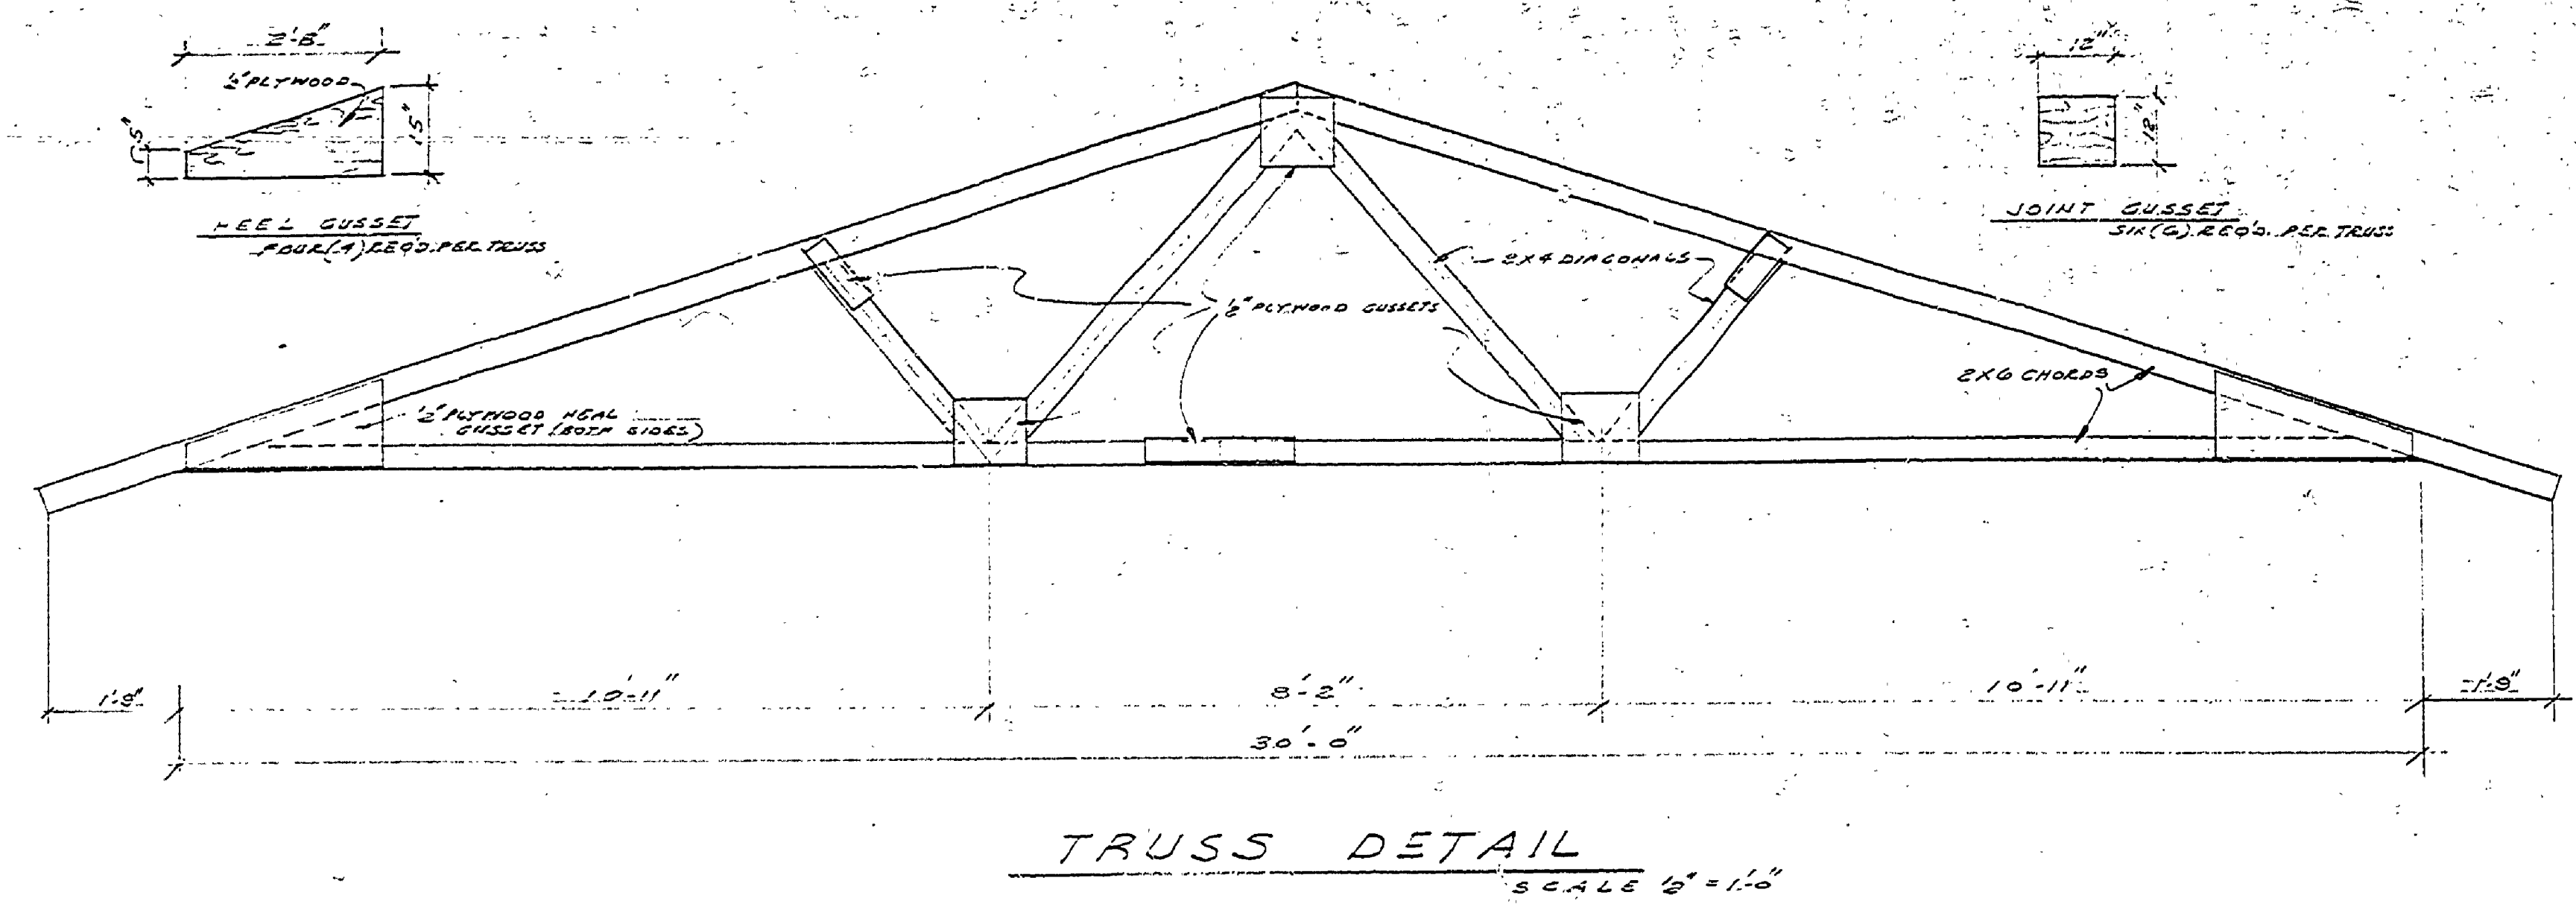 2'-8"
½" PLYWOOD
5"
15"
HEEL GUSSET
FOUR (4) REQ'D. PER TRUSS
12"
12"
JOINT GUSSET
SIX (6) REQ'D. PER TRUSS
2X4 DIAGONALS
½" PLYWOOD GUSSETS
2X6 CHORDS
½" PLYWOOD HEAL
GUSSET (BOTH SIDES)
1'-9"
10'-11"
8'-2"
10'-11"
1'-9"
30'-0"
TRUSS DETAIL
SCALE ½" = 1'-0"